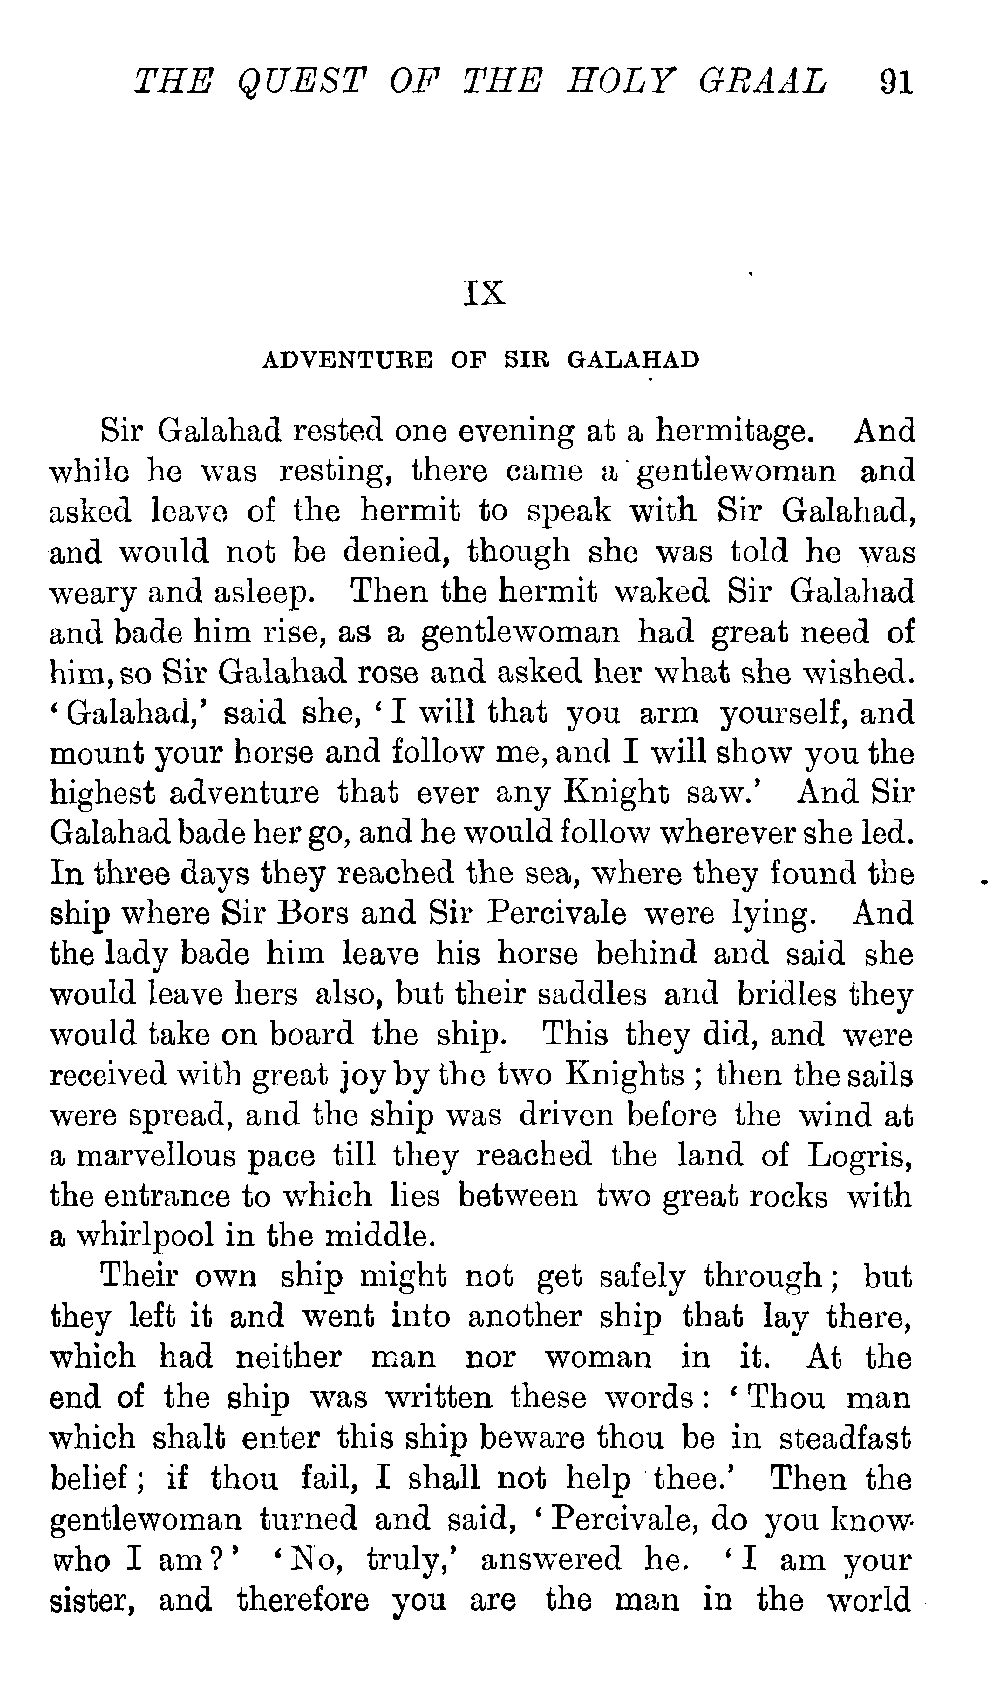 THE QUEST OF THE HOLY GRAAL 91
IX
ADVENTURE OF SIR GALAHAD
Sir Galahad rested one evening at a hermitage. And
while he was resting, there came a gentlewoman and
asked leave of the hermit to speak with Sir Galahad,
and would not be denied, though she was told he was
weary and asleep. Then the hermit waked Sir Galahad
and bade him rise, as a gentlewoman had great need of
him, so Sir Galahad rose and asked her what she wished.
‘Galahad,’ said she, ‘I will that you arm yourself, and
mount your horse and follow me, and I will show you the
highest adventure that ever any Knight saw.’ And Sir
Galahad bade her go, and he would follow wherever she led.
In three days they reached the sea, where they found the
ship where Sir Bors and Sir Percivale were lying. And
the lady bade him leave his horse behind and said she
would leave hers also, but their saddles and bridles they
would take on board the ship. This they did, and were
received with great joy by the two Knights; then the sails
were spread, and the ship was driven before the wind at
a marvellous pace till they reached the land of Logris,
the entrance to which lies between two great rocks with
a whirlpool in the middle.
Their own ship might not get safely through; but
they left it and went into another ship that lay there,
which had neither man nor woman in it. At the
end of the ship was written these words: ‘Thou man
which shalt enter this ship beware thou be in steadfast
belief; if thou fail, I shall not help thee.’ Then the
gentlewoman turned and said, ‘Percivale, do you know
who I am?’ ‘No, truly,’ answered he. ‘I am your
sister, and therefore you are the man in the world